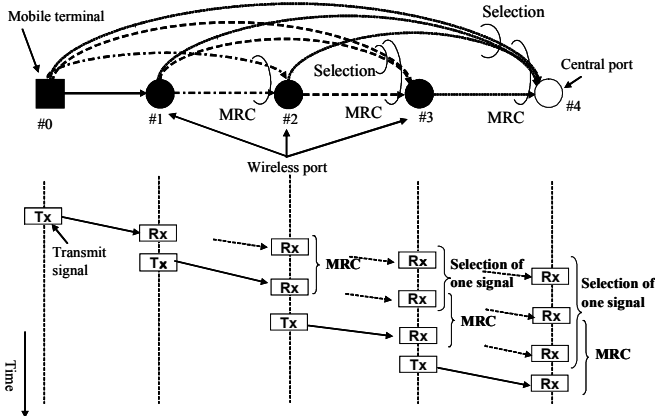 Selection
Mobile terminal
Central port
Selection
MRC
MRC
MRC
#0
#1
#2
#3
#4
Wireless port
Tx
Rx
Transmit
signal
Tx
Rx
MRC
Rx
Tx
Rx
Selection of
one signal
Rx
MRC
Rx
Tx
Rx
Selection of
one signal
Rx
Rx
MRC
Rx
Time